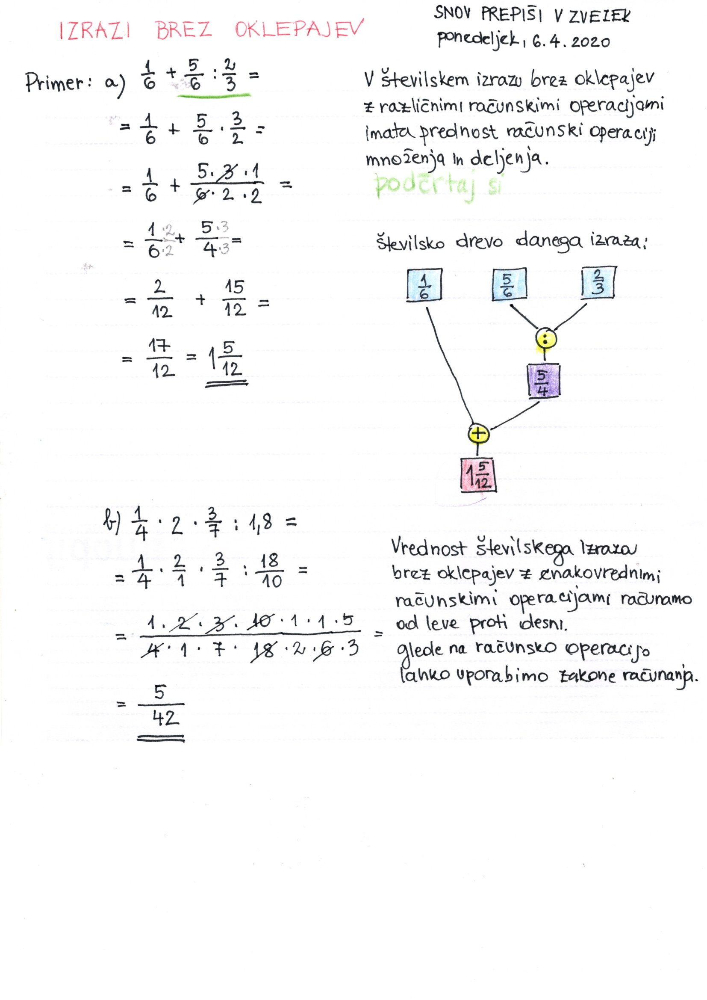 IZRAZI BREZ OKLEPAJEV
SNOV PREPIŠI V ZVEZEK
ponedeljek, 6.4.2020
Primer: a) 1/6 + 5/6 : 2/3 =
= 1/6 + 5/6 · 3/2 =
= 1/6 + 5·3·1/6·2·2 =
= 1·2/6·2 + 5·3/4·3 =
= 2/12 + 15/12 =
= 17/12 = 1 5/12
V številskem izrazu brez oklepajev
z različnimi računskimi operacijami
imata prednost računski operaciji
množenja in deljenja.
podčrtaj si
številsko drevo danega izraza:
1/6 5/6 2/3
:
5/4
+
1 5/12
b) 1/4 · 2 · 3/7 : 1,8 =
= 1/4 · 2/1 · 3/7 : 18/10 =
= 1·2·3·10·1·1·5/4·1·7·18·2·6·3 =
= 5/42
Vrednost številskega izraza
brez oklepajev z enakovrednimi
računskimi operacijami računamo
od leve proti desni.
glede na računsko operacijo
lahko uporabimo zakone računanja.